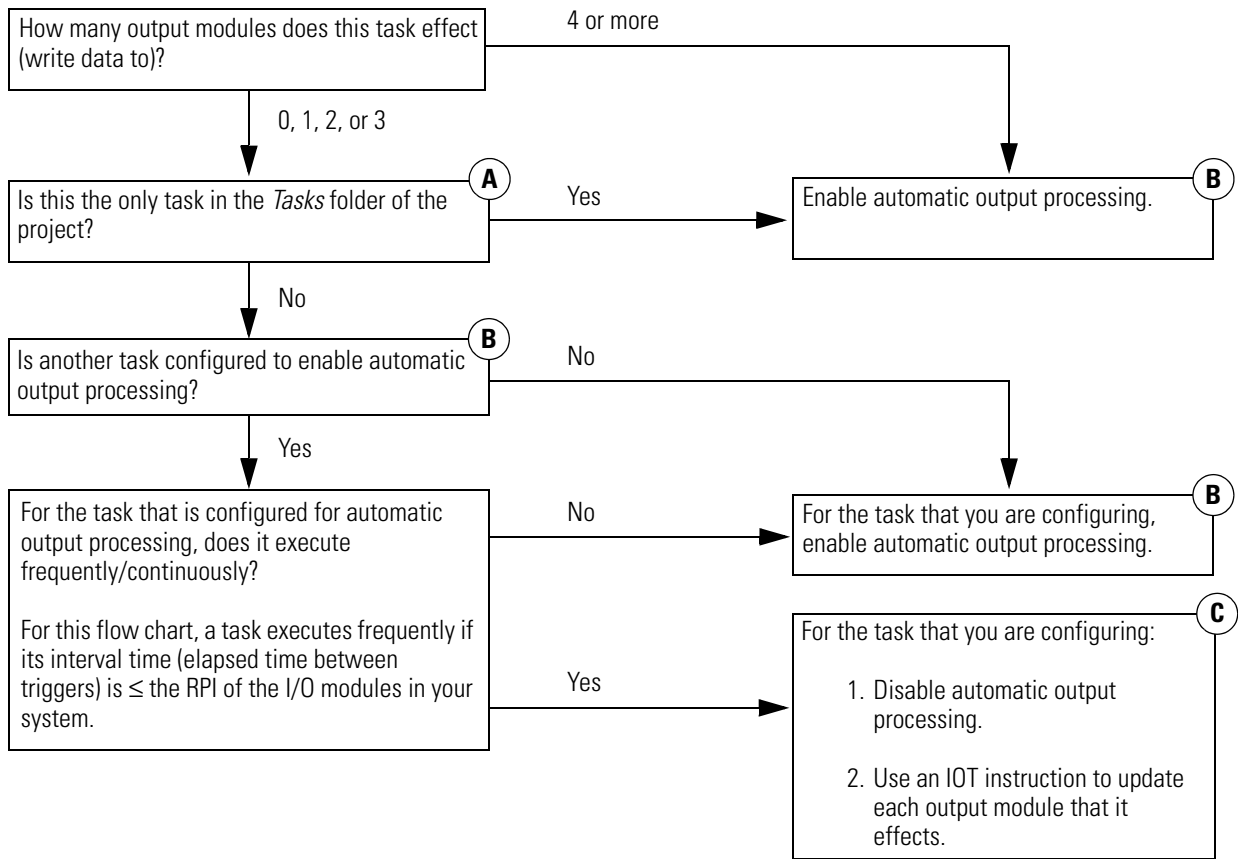 How many output modules does this task effect
(write data to)?
4 or more
0, 1, 2, or 3
A
Is this the only task in the Tasks folder of the
project?
Yes
B
Enable automatic output processing.
No
B
Is another task configured to enable automatic
output processing?
No
Yes
For the task that is configured for automatic
output processing, does it execute
frequently/continuously?
For this flow chart, a task executes frequently if
its interval time (elapsed time between
triggers) is ≤ the RPI of the I/O modules in your
system.
No
B
For the task that you are configuring,
enable automatic output processing.
Yes
C
For the task that you are configuring:
1. Disable automatic output
processing.
2. Use an IOT instruction to update
each output module that it
effects.